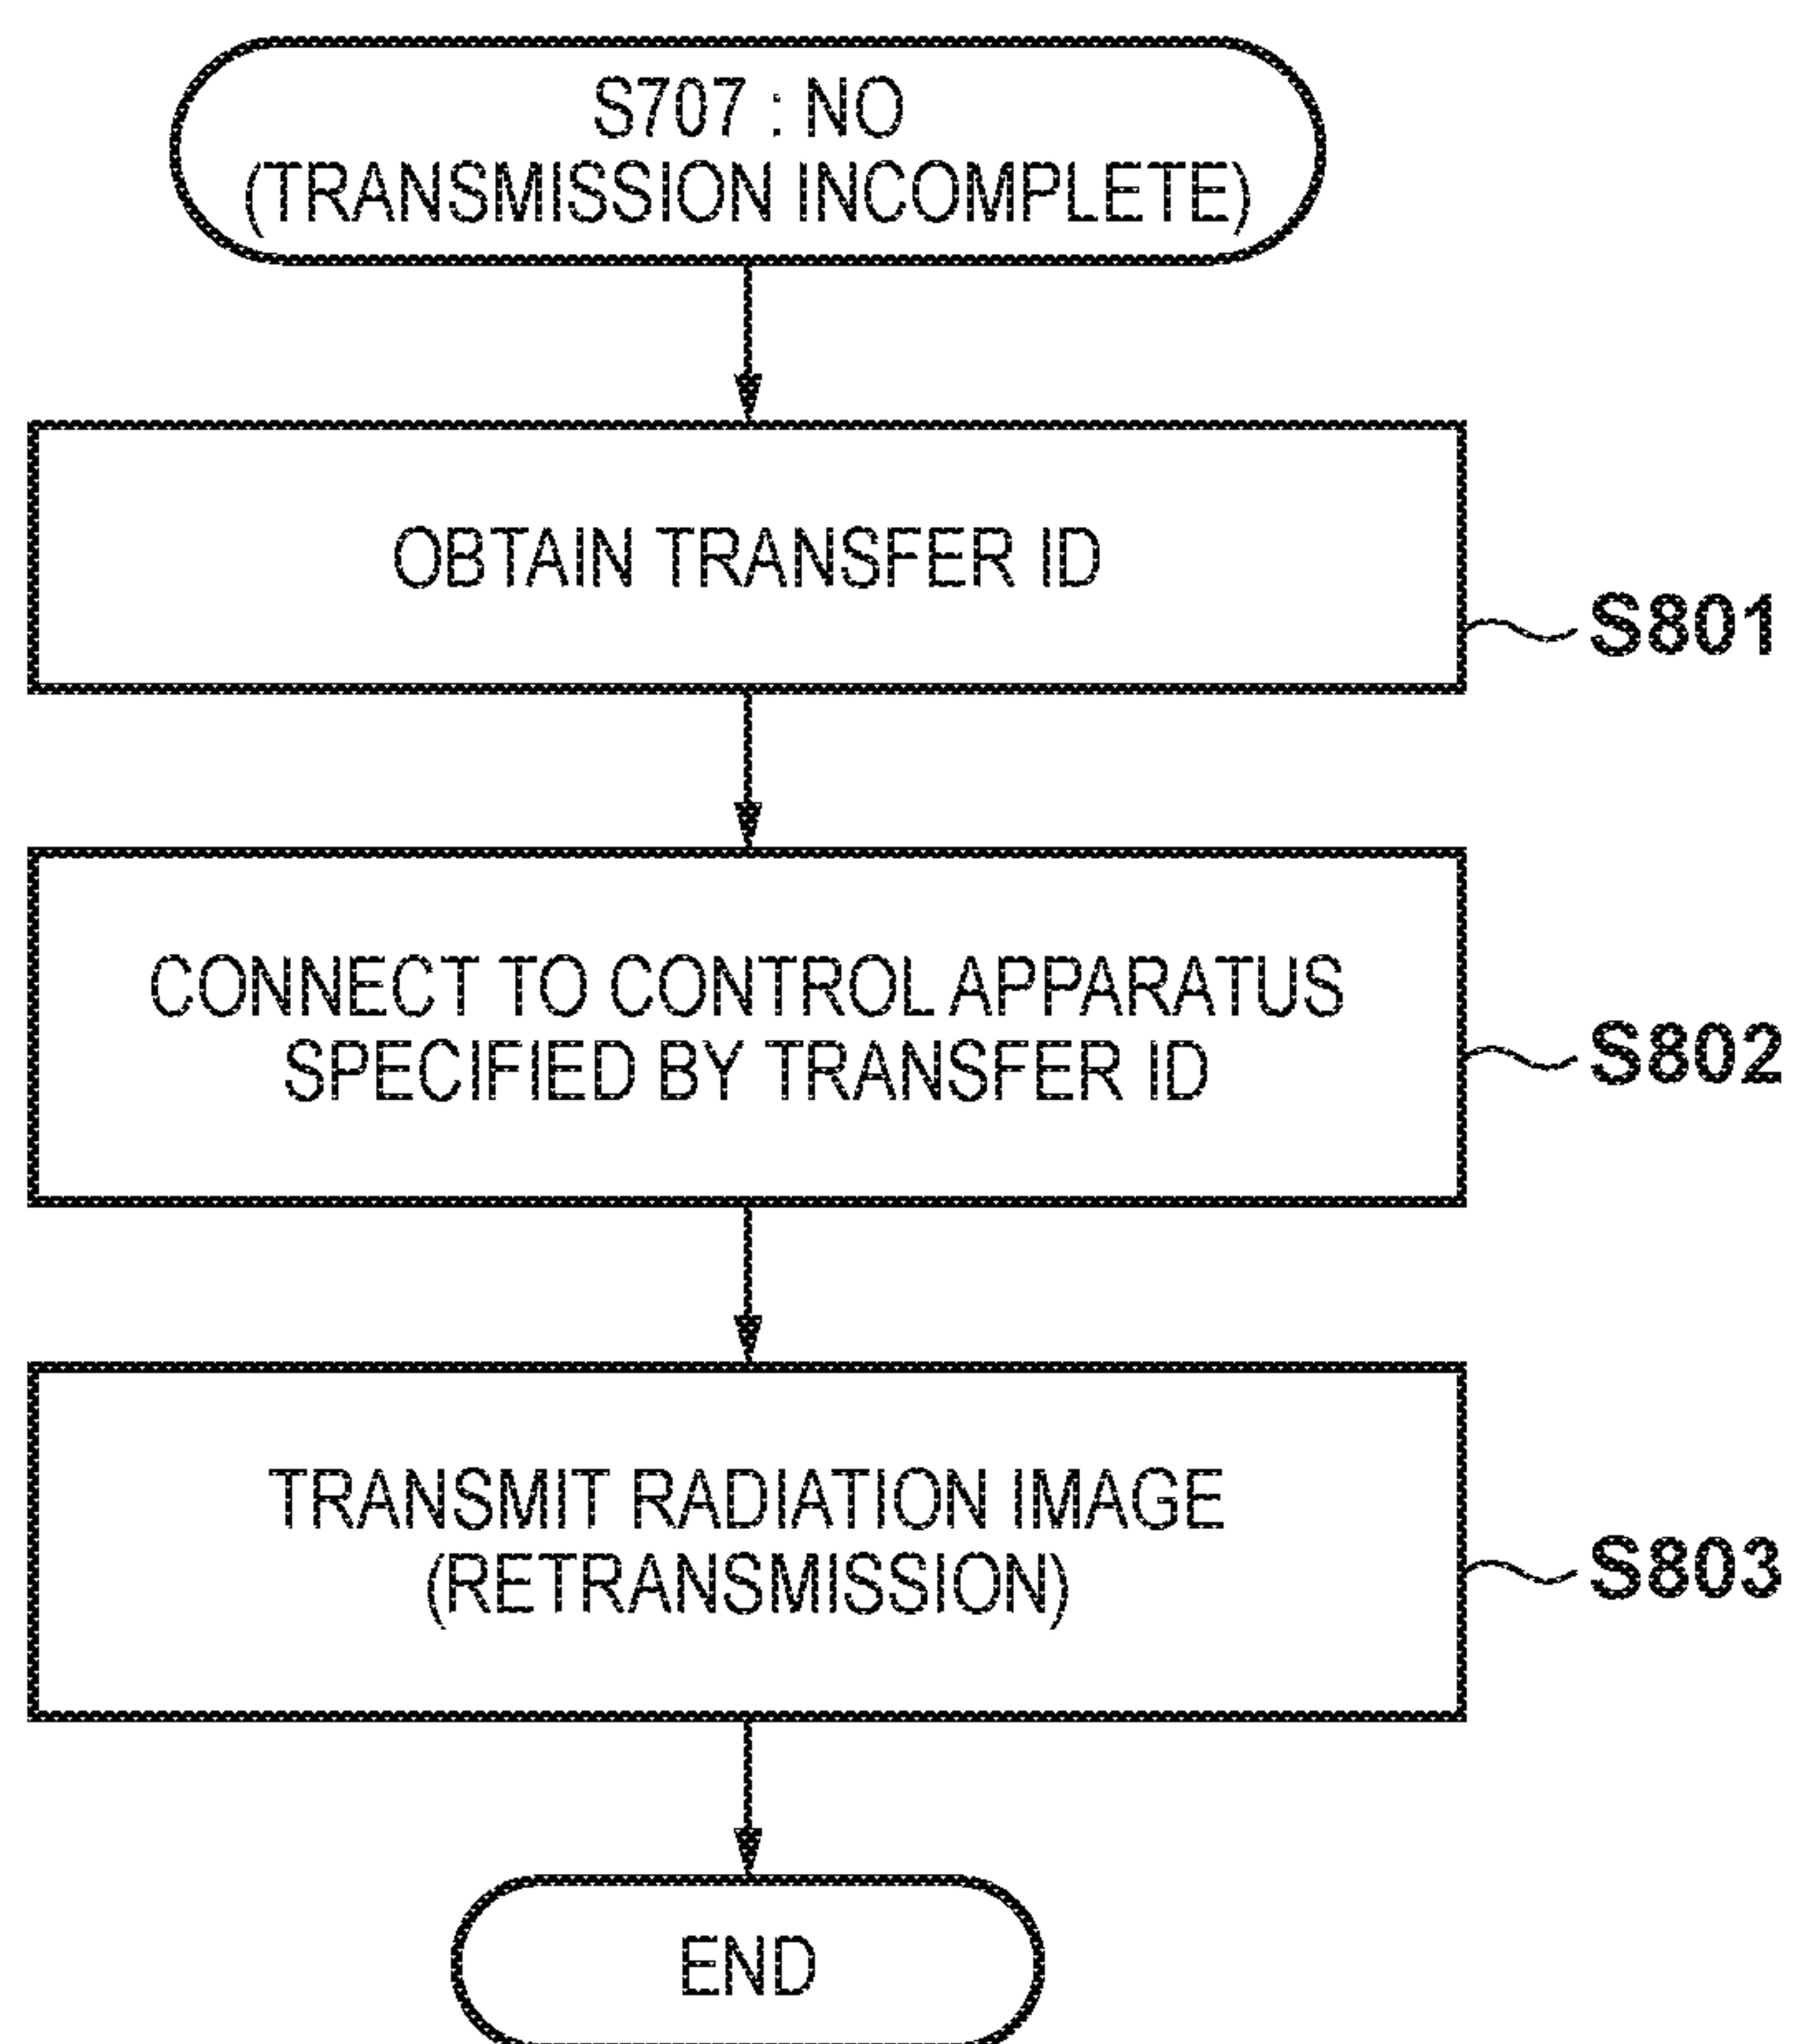 S707 : NO
(TRANSMISSION INCOMPLETE)
OBTAIN TRANSFER ID
S801
CONNECT TO CONTROL APPARATUS
SPECIFIED BY TRANSFER ID
S802
TRANSMIT RADIATION IMAGE
(RETRANSMISSION)
S803
END